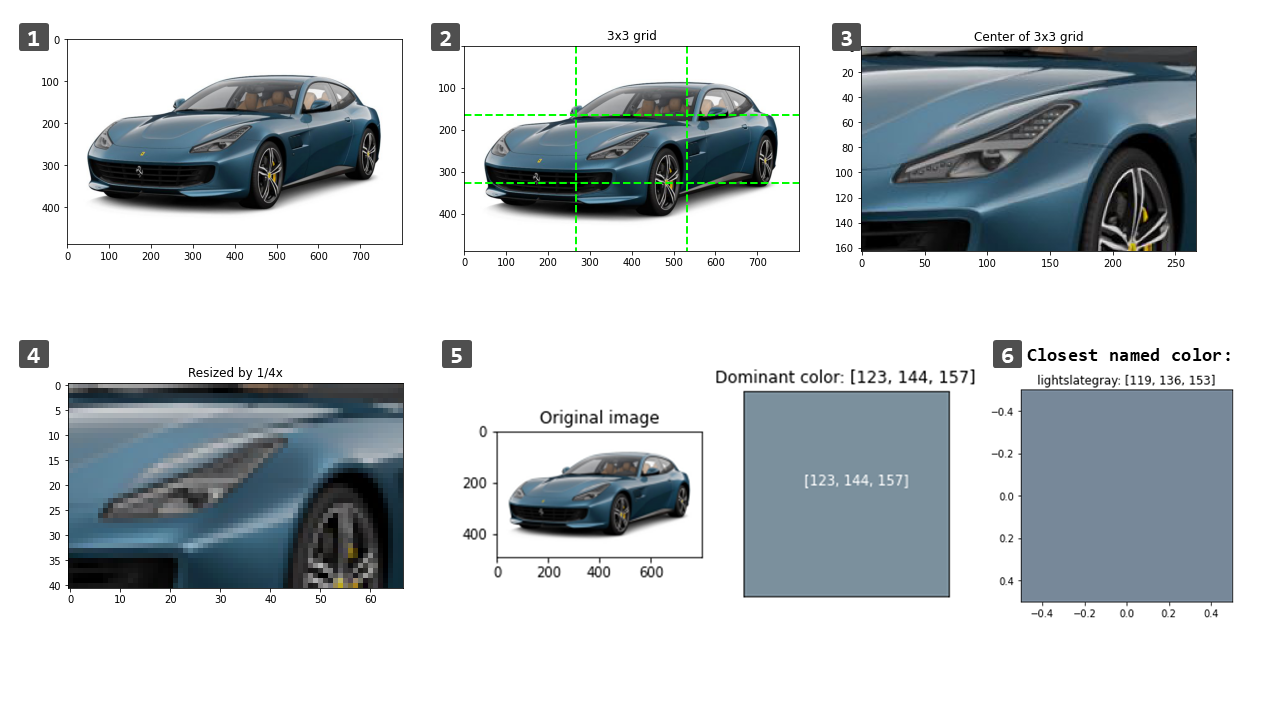 1
0
100
200
300
400
0 100 200 300 400 500 600 700
2
3x3 grid
100
200
300
400
0 100 200 300 400 500 600 700
3
Center of 3x3 grid
20
40
60
80
100
120
140
160
0 50 100 150 200 250
4
Resized by 1/4x
0
5
10
15
20
25
30
35
40
0 10 20 30 40 50 60
5
Original image
0
200
400
0 200 400 600
Dominant color: [123, 144, 157]
[123, 144, 157]
6 Closest named color:
lightslategray: [119, 136, 153]
−0.4
−0.2
0.0
0.2
0.4
−0.4 −0.2 0.0 0.2 0.4